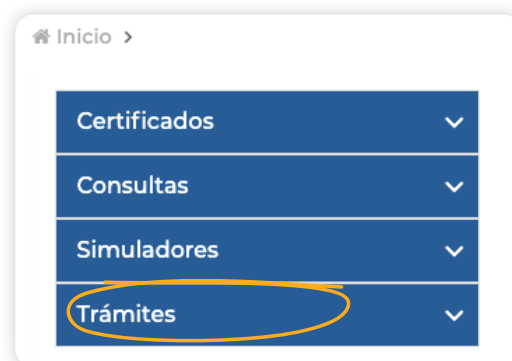 Inicio >
Certificados
Consultas
Simuladores
Trámites